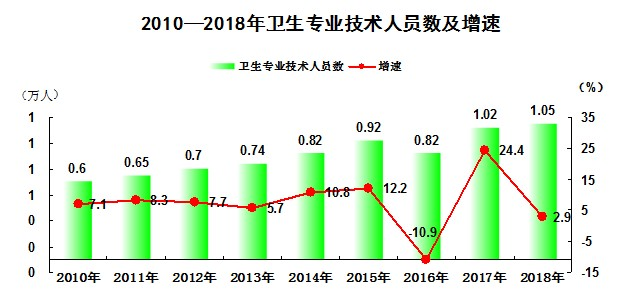 2010—2018年卫生专业技术人员数及增速
卫生专业技术人员数 增速
（万人） （%）
1 1 1 1 0 0 0
0.6 0.65 0.7 0.74 0.82 0.92 0.82 1.02 1.05
7.1 8.3 7.7 5.7 10.8 12.2 -10.9 24.4 2.9
35 25 15 5 -5 -15
2010年 2011年 2012年 2013年 2014年 2015年 2016年 2017年 2018年